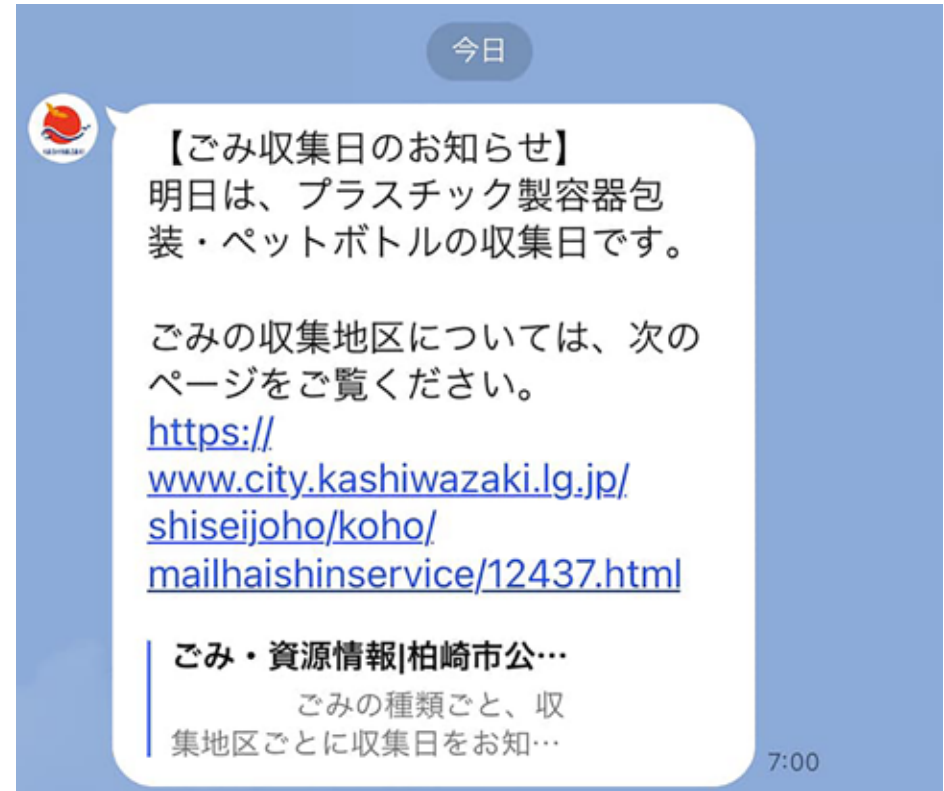 今日
【ごみ収集日のお知らせ】
明日は、プラスチック製容器包
装・ペットボトルの収集日です。
ごみの収集地区については、次の
ページをご覧ください。
https://
www.city.kashiwazaki.lg.jp/
shiseijoho/koho/
mailhaishinservice/12437.html
ごみ・資源情報|柏崎市公…
ごみの種類ごと、収
集地区ごとに収集日をお知…
7:00